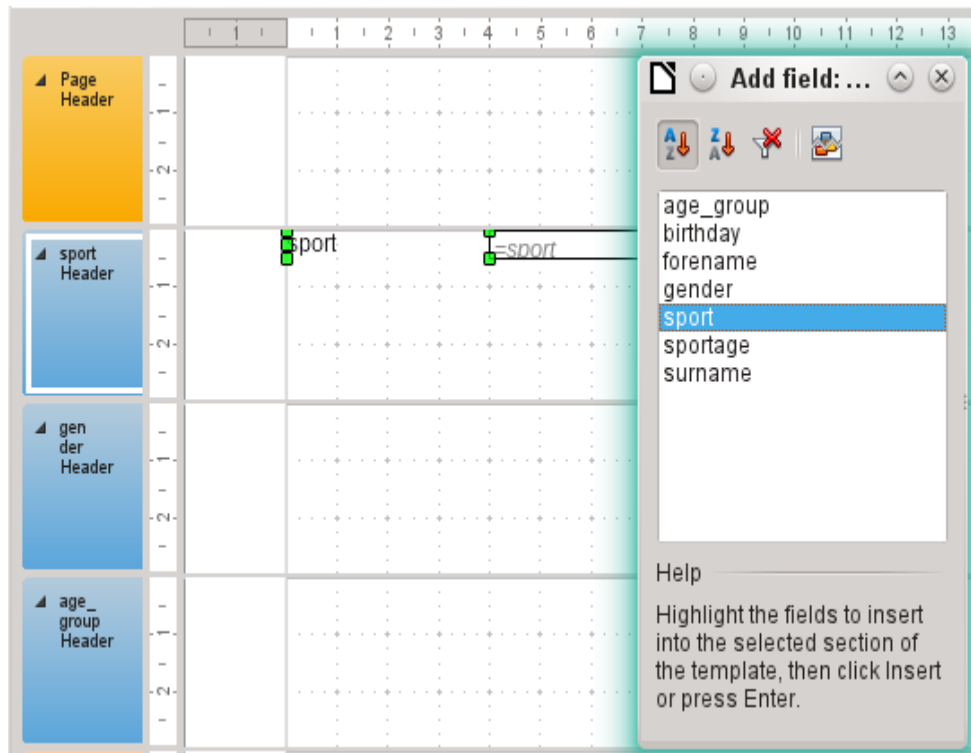 1 1 2 3 4 5 6 7 8 9 10 11 12 13
Page
Header
1
2
sport
Header
1
2
sport
=sport
gen
der
Header
1
2
age_
group
Header
1
2
Add field: ...
A
Z
Z
A
age_group
birthday
forename
gender
sport
sportage
surname
Help
Highlight the fields to insert
into the selected section of
the template, then click Insert
or press Enter.